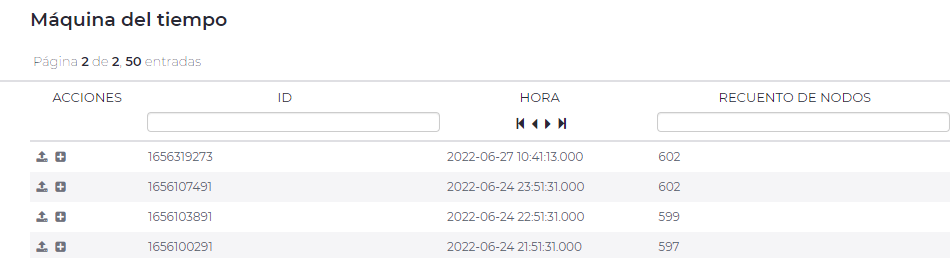 Máquina del tiempo
Página 2 de 2, 50 entradas
ACCIONES ID HORA RECUENTO DE NODOS
1656319273 2022-06-27 10:41:13.000 602
1656107491 2022-06-24 23:51:31.000 602
1656103891 2022-06-24 22:51:31.000 599
1656100291 2022-06-24 21:51:31.000 597